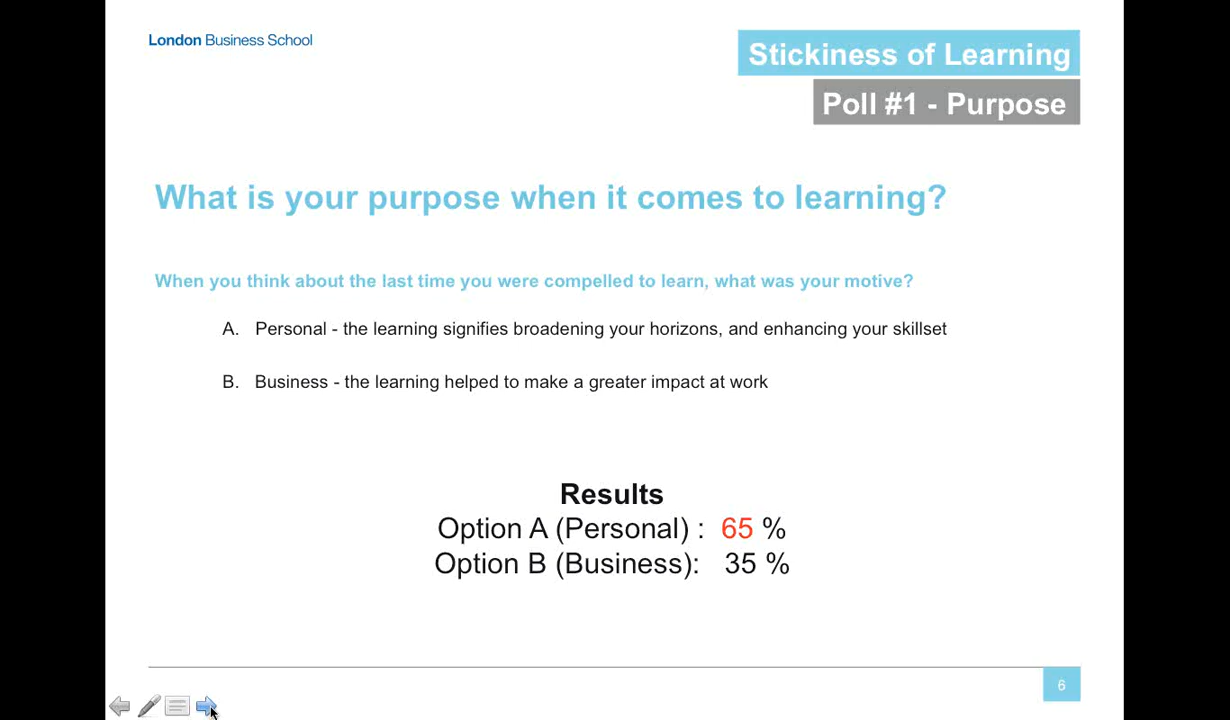 London Business School
Stickiness of Learning
Poll #1 - Purpose
What is your purpose when it comes to learning?
When you think about the last time you were compelled to learn, what was your motive?
A. Personal - the learning signifies broadening your horizons, and enhancing your skillset
B. Business - the learning helped to make a greater impact at work
Results
Option A (Personal) : 65 %
Option B (Business): 35 %
6